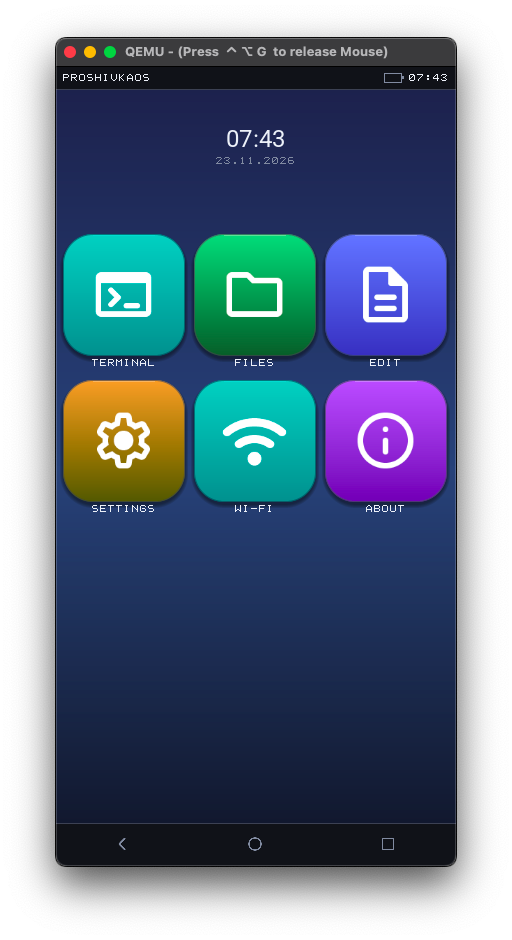 QEMU - (Press ⌃ ⌥ G to release Mouse)
PROSHIVKAOS 07:43
07:43
23.11.2026
TERMINAL FILES EDIT
SETTINGS WI-FI ABOUT